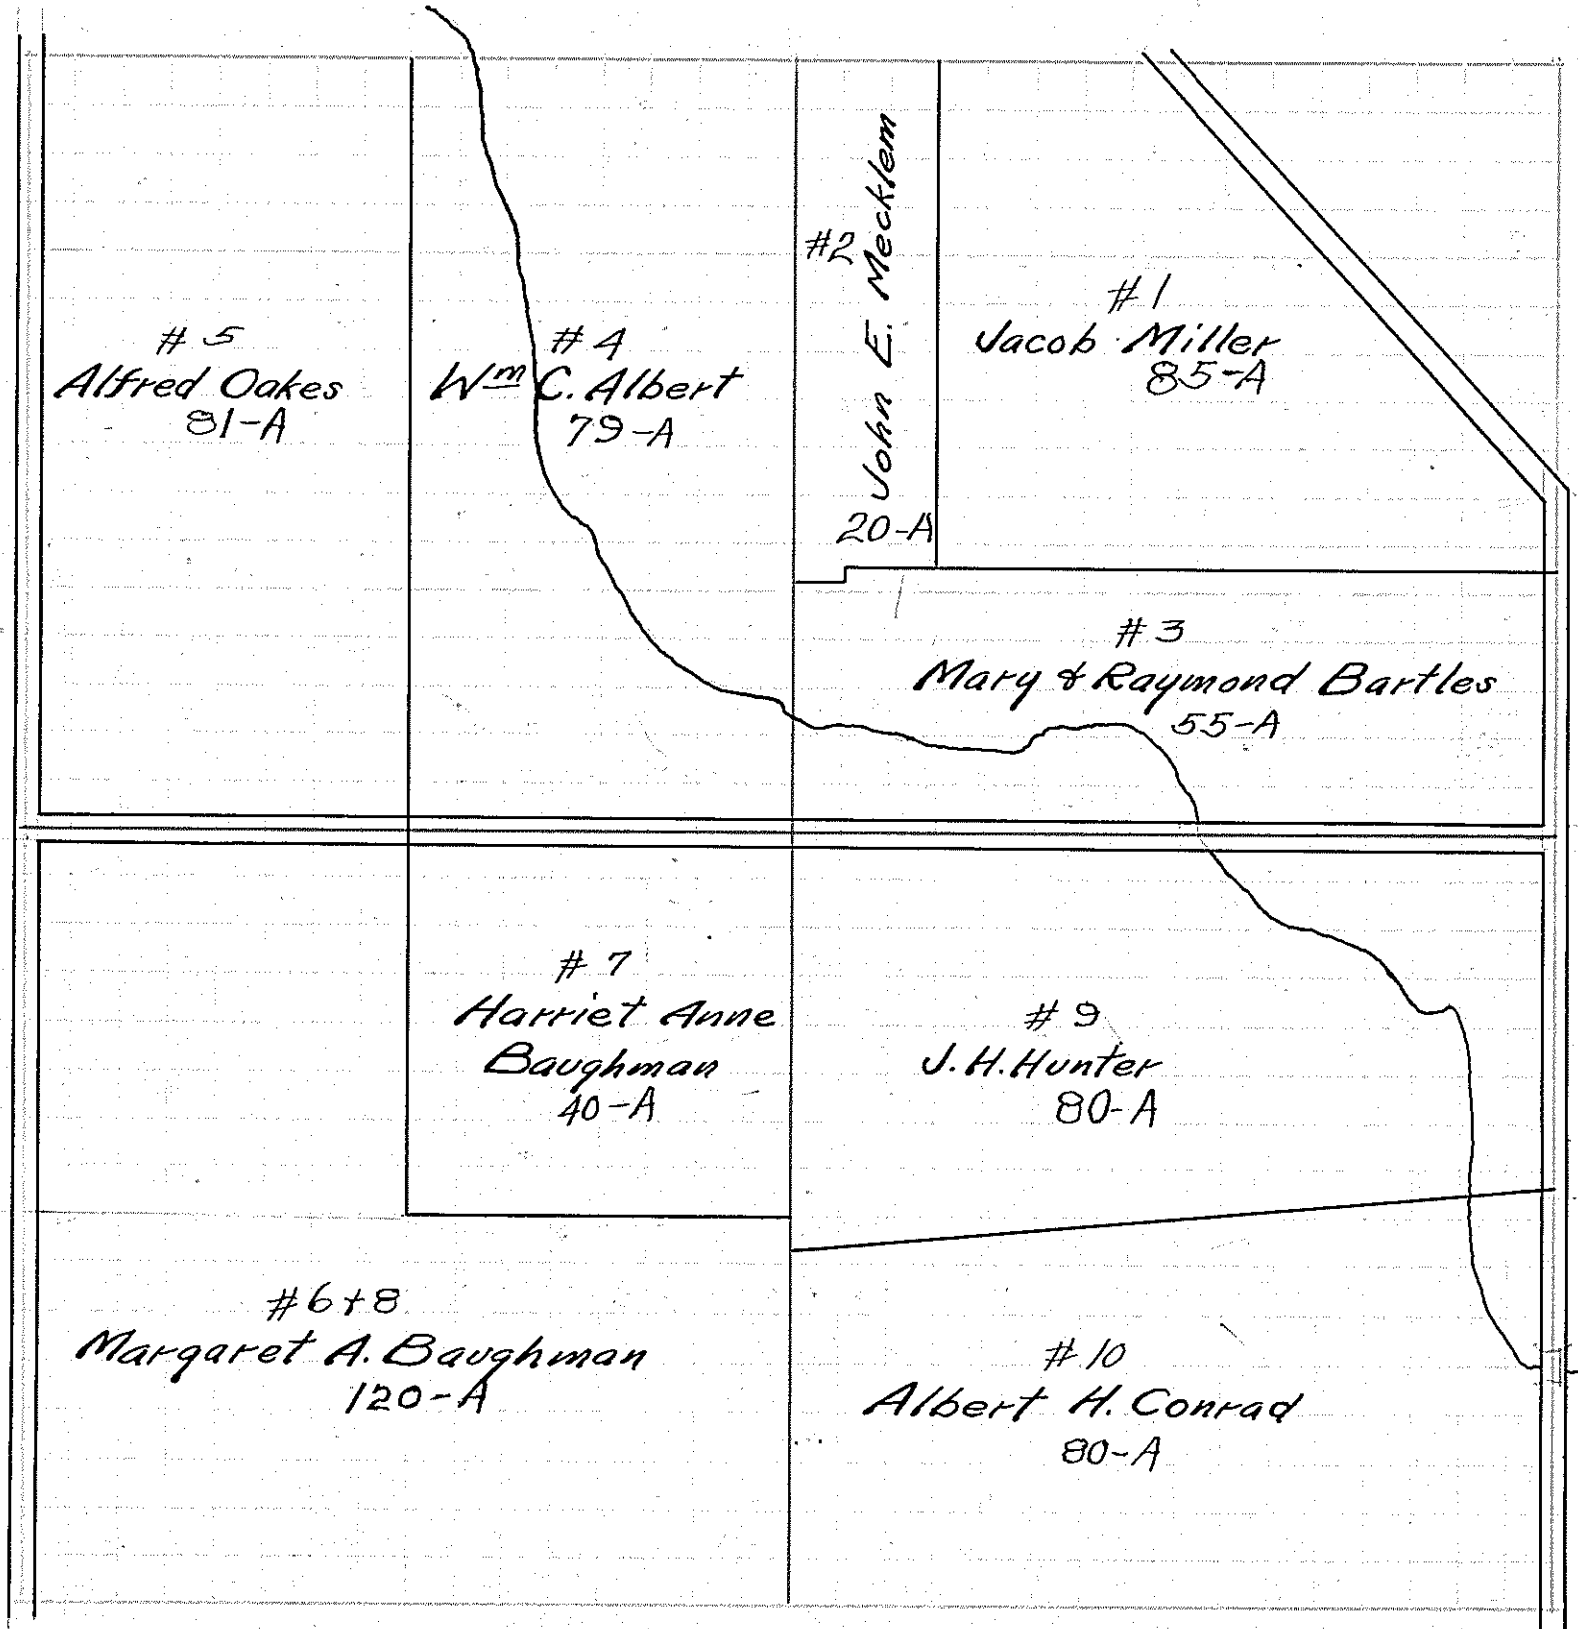 # 5
Alfred Oakes
81-A
# 4
Wm C. Albert
79-A
#2
John E. Mecklem
20-A
# 1
Jacob Miller
85-A
# 3
Mary & Raymond Bartles
55-A
# 7
Harriet Anne
Baughman
40-A
# 9
J. H. Hunter
80-A
#6+8
Margaret A. Baughman
120-A
# 10
Albert H. Conrad
80-A